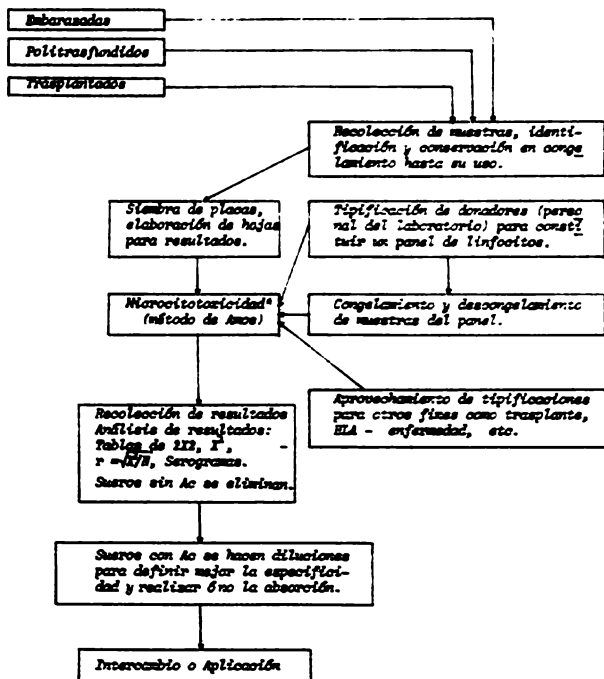 Embarazadas
Politrasfundidos
Trasplantados
Recolección de muestras, identi-
ficación y conservación en conge
lamiento hasta su uso.
Siembra de placas,
elaboración de hojas
para resultados.
Tipificación de donadores (perso
nal del laboratorio) para consti
tuir un panel de linfocitos.
Microcitotoxicidad
(método de Amos)
Congelamiento y descongelamiento
de muestras del panel.
Aprovechamiento de tipificaciones
para otros fines como trasplante,
HLA - enfermedad, etc.
Recolección de resultados
Análisis de resultados:
Tablas de 2X2, X², -
r =√X²/N, Serogramas.
Sueros sin Ac se eliminan.
Sueros con Ac se hacen diluciones
para definir mejor la especifici-
dad y realizar ó no la absorción.
Intercambio o Aplicación